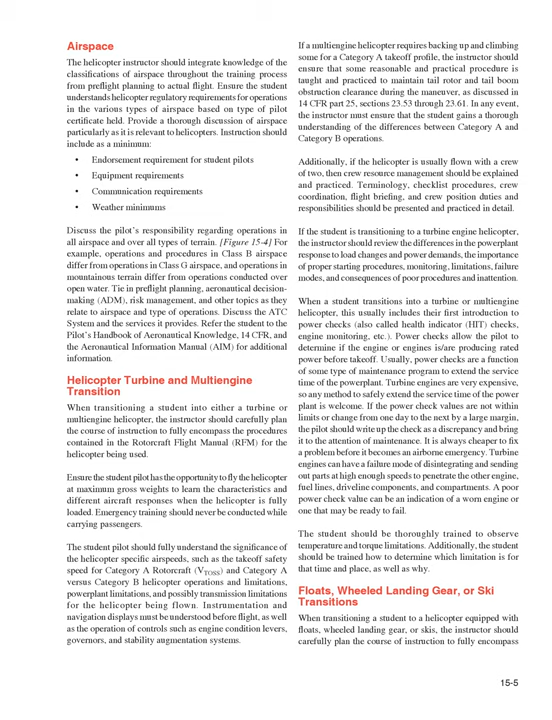 Airspace
The helicopter instructor should integrate knowledge of the
classifications of airspace throughout the training process
from preflight planning to actual flight. Ensure the student
understands helicopter regulatory requirements for operations
in the various types of airspace based on type of pilot
certificate held. Provide a thorough discussion of airspace
particularly as it is relevant to helicopters. Instruction should
include as a minimum:
• Endorsement requirement for student pilots
• Equipment requirements
• Communication requirements
• Weather minimums
Discuss the pilot’s responsibility regarding operations in
all airspace and over all types of terrain. [Figure 15-4] For
example, operations and procedures in Class B airspace
differ from operations in Class G airspace, and operations in
mountainous terrain differ from operations conducted over
open water. Tie in preflight planning, aeronautical decision-
making (ADM), risk management, and other topics as they
relate to airspace and type of operations. Discuss the ATC
System and the services it provides. Refer the student to the
Pilot’s Handbook of Aeronautical Knowledge, 14 CFR, and
the Aeronautical Information Manual (AIM) for additional
information.
Helicopter Turbine and Multiengine
Transition
When transitioning a student into either a turbine or
multiengine helicopter, the instructor should carefully plan
the course of instruction to fully encompass the procedures
contained in the Rotorcraft Flight Manual (RFM) for the
helicopter being used.
Ensure the student pilot has the opportunity to fly the helicopter
at maximum gross weights to learn the characteristics and
different aircraft responses when the helicopter is fully
loaded. Emergency training should never be conducted while
carrying passengers.
The student pilot should fully understand the significance of
the helicopter specific airspeeds, such as the takeoff safety
speed for Category A Rotorcraft (VTOSS) and Category A
versus Category B helicopter operations and limitations,
powerplant limitations, and possibly transmission limitations
for the helicopter being flown. Instrumentation and
navigation displays must be understood before flight, as well
as the operation of controls such as engine condition levers,
governors, and stability augmentation systems.
If a multiengine helicopter requires backing up and climbing
some for a Category A takeoff profile, the instructor should
ensure that some reasonable and practical procedure is
taught and practiced to maintain tail rotor and tail boom
obstruction clearance during the maneuver, as discussed in
14 CFR part 25, sections 23.53 through 23.61. In any event,
the instructor must ensure that the student gains a thorough
understanding of the differences between Category A and
Category B operations.
Additionally, if the helicopter is usually flown with a crew
of two, then crew resource management should be explained
and practiced. Terminology, checklist procedures, crew
coordination, flight briefing, and crew position duties and
responsibilities should be presented and practiced in detail.
If the student is transitioning to a turbine engine helicopter,
the instructor should review the differences in the powerplant
response to load changes and power demands, the importance
of proper starting procedures, monitoring, limitations, failure
modes, and consequences of poor procedures and inattention.
When a student transitions into a turbine or multiengine
helicopter, this usually includes their first introduction to
power checks (also called health indicator (HIT) checks,
engine monitoring, etc.). Power checks allow the pilot to
determine if the engine or engines is/are producing rated
power before takeoff. Usually, power checks are a function
of some type of maintenance program to extend the service
time of the powerplant. Turbine engines are very expensive,
so any method to safely extend the service time of the power
plant is welcome. If the power check values are not within
limits or change from one day to the next by a large margin,
the pilot should write up the check as a discrepancy and bring
it to the attention of maintenance. It is always cheaper to fix
a problem before it becomes an airborne emergency. Turbine
engines can have a failure mode of disintegrating and sending
out parts at high enough speeds to penetrate the other engine,
fuel lines, driveline components, and compartments. A poor
power check value can be an indication of a worn engine or
one that may be ready to fail.
The student should be thoroughly trained to observe
temperature and torque limitations. Additionally, the student
should be trained how to determine which limitation is for
that time and place, as well as why.
Floats, Wheeled Landing Gear, or Ski
Transitions
When transitioning a student to a helicopter equipped with
floats, wheeled landing gear, or skis, the instructor should
carefully plan the course of instruction to fully encompass
15-5